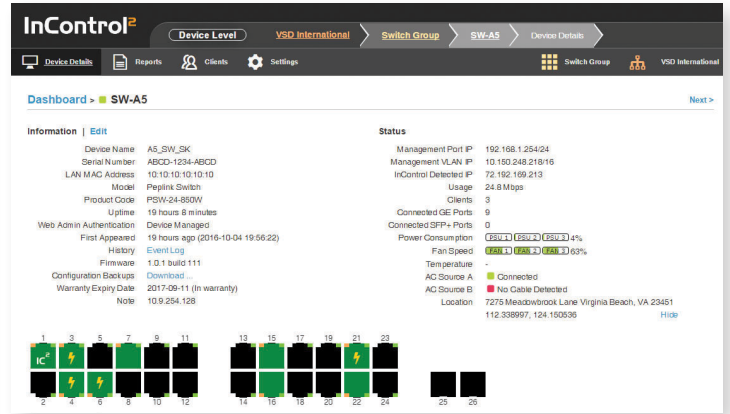 InControl²
Device Level VSD International Switch Group SW-A5 Device Details
Device Details Reports Clients Settings Switch Group VSD International
Dashboard > SW-A5 Next >
Information | Edit
Device Name A5_SW_SK
Serial Number ABCD-1234-ABCD
LAN MAC Address 10:10:10:10:10:10
Model Peplink Switch
Product Code PSW-24-850W
Uptime 19 hours 8 minutes
Web Admin Authentication Device Managed
First Appeared 19 hours ago (2016-10-04 19:56:22)
History Event Log
Firmware 1.0.1 build 111
Configuration Backups Download ...
Warranty Expiry Date 2017-09-11 (In warranty)
Note 10.9.254.128
Status
Management Port IP 192.168.1.254/24
Management VLAN IP 10.150.248.218/16
InControl Detected IP 72.192.169.213
Usage 24.8 Mbps
Clients 3
Connected GE Ports 9
Connected SFP+ Ports 0
Power Consumption PSU 1 PSU 2 PSU 3 4%
Fan Speed FAN 1 FAN 2 FAN 3 63%
Temperature -
AC Source A Connected
AC Source B No Cable Detected
Location 7275 Meadowbrook Lane Virginia Beach, VA 23451
112.338997, 124.150536 Hide
1 3 5 7 9 11 13 15 17 19 21 23
IC²
2 4 6 8 10 12 14 16 18 20 22 24 25 26